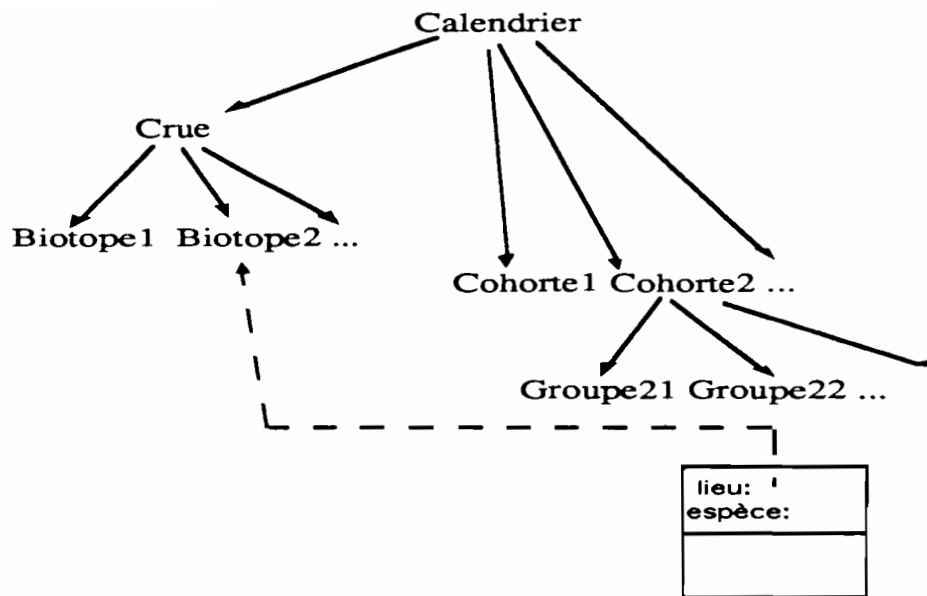 Calendrier
Crue
Biotope1 Biotope2 ...
Cohorte1 Cohorte2 ...
Groupe21 Groupe22 ...
lieu:
espèce: